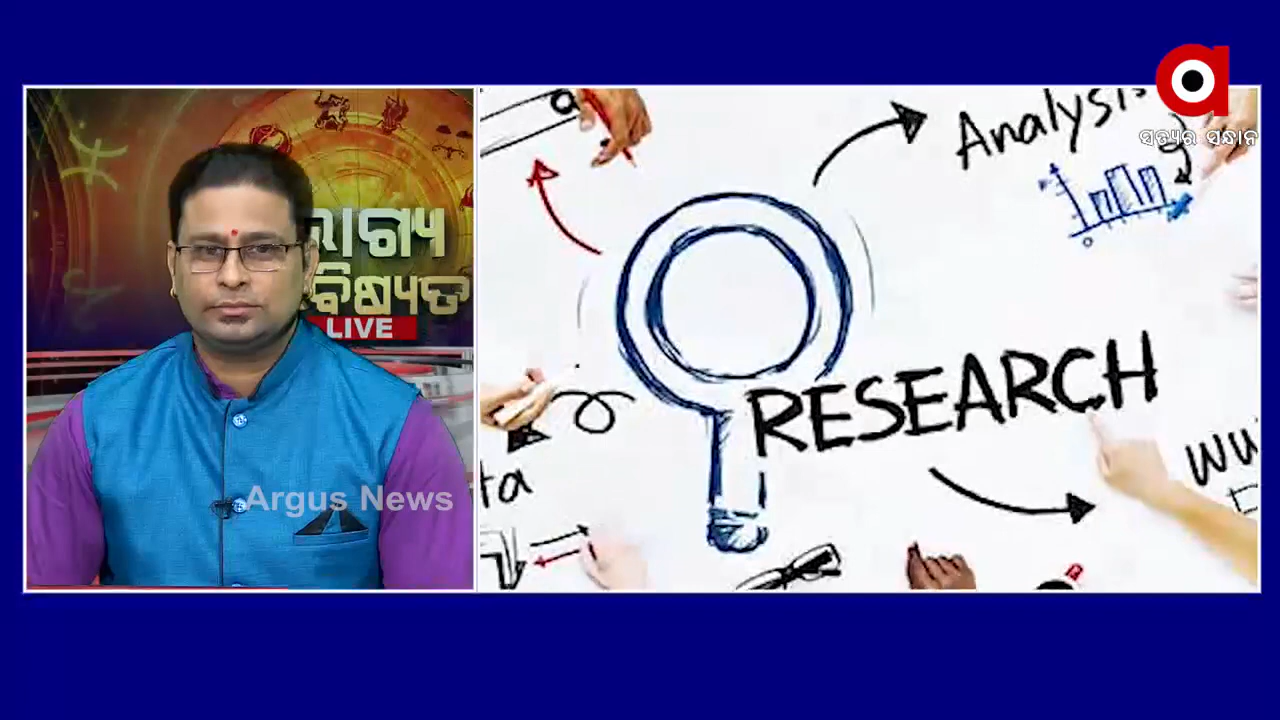 ସତ୍ୟର ସନ୍ଧାନ
ଭାଗ୍ୟ
ଭବିଷ୍ୟତ
LIVE
Argus News
Analysis
RESEARCH